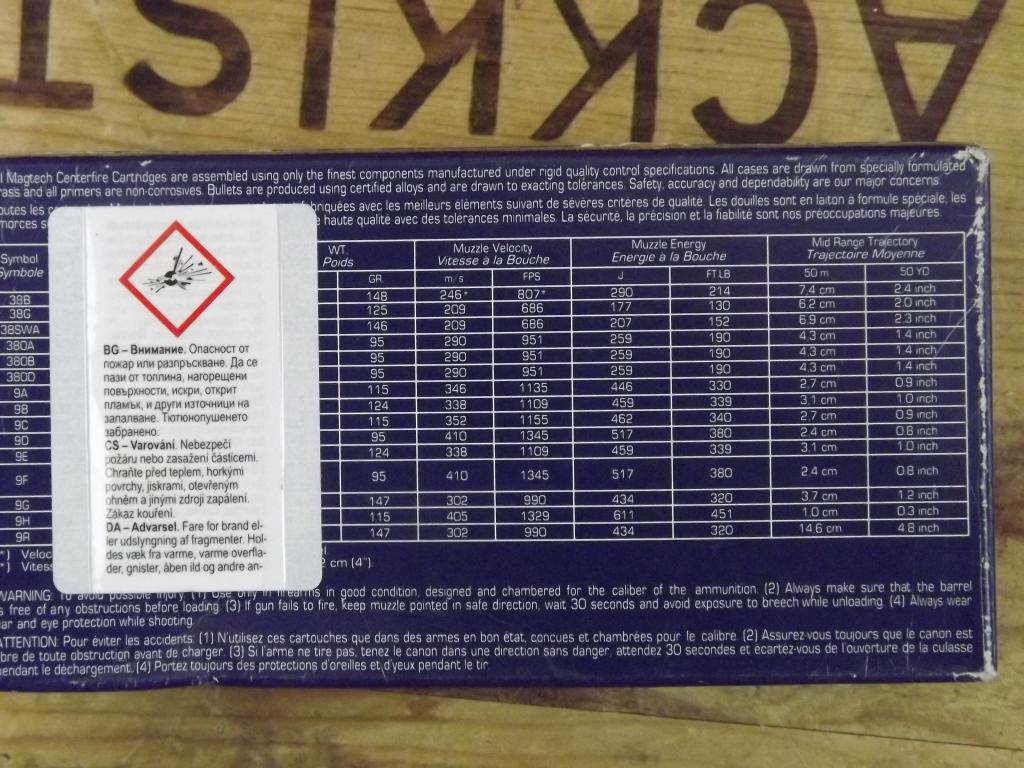 ACKIST
l Magtech Centerfire Cartridges are assembled using only the finest components manufactured under rigid quality control specifications. All cases are drawn from specially formulated
rass and all primers are non-corrosives. Bullets are produced using certified alloys and are drawn to exacting tolerances. Safety, accuracy and dependability are our major concerns.
outes les c briquées avec les meilleurs élements suivant de sévères critères de qualité. Les douilles sont en laiton à formule spéciale, les
morces s e haute qualité avec des tolérances minimales. La sécurité, la précision et la fiabilité sont nos préoccupations majeures.
Symbol WT. Muzzle Velocity Muzzle Energy Mid Range Trajectory
Symbole Poids Vitesse à la Bouche Energie à la Bouche Trajectoire Moyenne
GR m/s FPS J FT.LB 50 m 50 YD
38B 148 246* 807* 290 214 7.4 cm 2.4 inch
38G 125 209 686 177 130 6.2 cm 2.0 inch
38SWA 146 209 686 207 152 6.9 cm 2.3 inch
380A 95 290 951 259 190 4.3 cm 1.4 inch
380B 95 290 951 259 190 4.3 cm 1.4 inch
380D 95 290 951 259 190 4.3 cm 1.4 inch
9A 115 346 1135 446 330 2.7 cm 0.9 inch
9B 124 338 1109 459 339 3.1 cm 1.0 inch
9C 115 352 1155 462 340 2.7 cm 0.9 inch
9D 95 410 1345 517 380 2.4 cm 0.8 inch
9E 124 338 1109 459 339 3.1 cm 1.0 inch
9F 95 410 1345 517 380 2.4 cm 0.8 inch
9G 147 302 990 434 320 3.7 cm 1.2 inch
9H 115 405 1329 611 451 1.0 cm 0.3 inch
9R 147 302 990 434 320 14.6 cm 4.8 inch
*) Veloc
*) Vitess cm (4").
BG – Внимание. Опасност от
пожар или разпръскване. Да се
пази от топлина, нагорещени
повърхности, искри, открит
пламък, и други източници на
запалване. Тютюнопушенето
забранено.
CS – Varování. Nebezpečí
požáru nebo zasažení částicemi.
Chraňte před teplem, horkými
povrchy, jiskrami, otevřeným
ohněm a jinými zdroji zapálení.
Zákaz kouření.
DA – Advarsel. Fare for brand el-
ler udslyngning af fragmenter. Hol-
des væk fra varme, varme overfla-
der, gnister, åben ild og andre an-
WARNING: To avoid possible injury (1) Use only in firearms in good condition, designed and chambered for the caliber of the ammunition. (2) Always make sure that the barrel
s free of any obstructions before loading. (3) If gun fails to fire, keep muzzle pointed in safe direction, wait 30 seconds and avoid exposure to breech while unloading. (4) Always wear
ar and eye protection while shooting.
ATTENTION: Pour éviter les accidents: (1) N'utilisez ces cartouches que dans des armes en bon état, concues et chambrées pour le calibre. (2) Assurez-vous toujours que le canon est
bre de toute obstruction avant de charger. (3) Si l'arme ne tire pas, tenez le canon dans une direction sans danger, attendez 30 secondes et écartez-vous de l'ouverture de la culasse
endant le déchargement. (4) Portez toujours des protections d'oreilles et d'yeux pendant le tir.